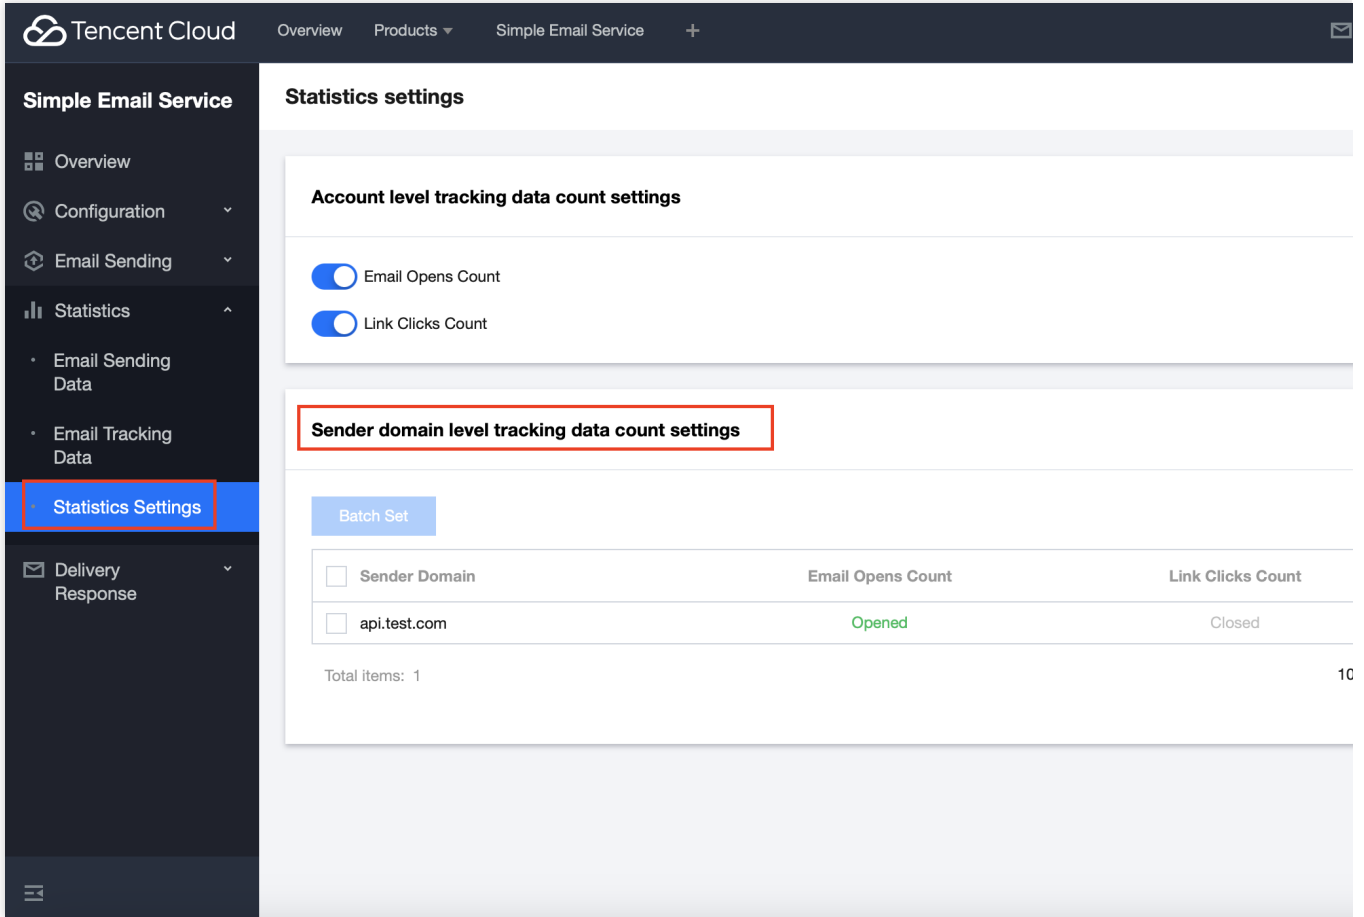 Tencent Cloud
Overview
Products
Simple Email Service
+
Simple Email Service
Overview
Configuration
Email Sending
Statistics
Email Sending
Data
Email Tracking
Data
Statistics Settings
Delivery
Response
Statistics settings
Account level tracking data count settings
Email Opens Count
Link Clicks Count
Sender domain level tracking data count settings
Batch Set
Sender Domain Email Opens Count Link Clicks Count
api.test.com Opened Closed
Total items: 1
10